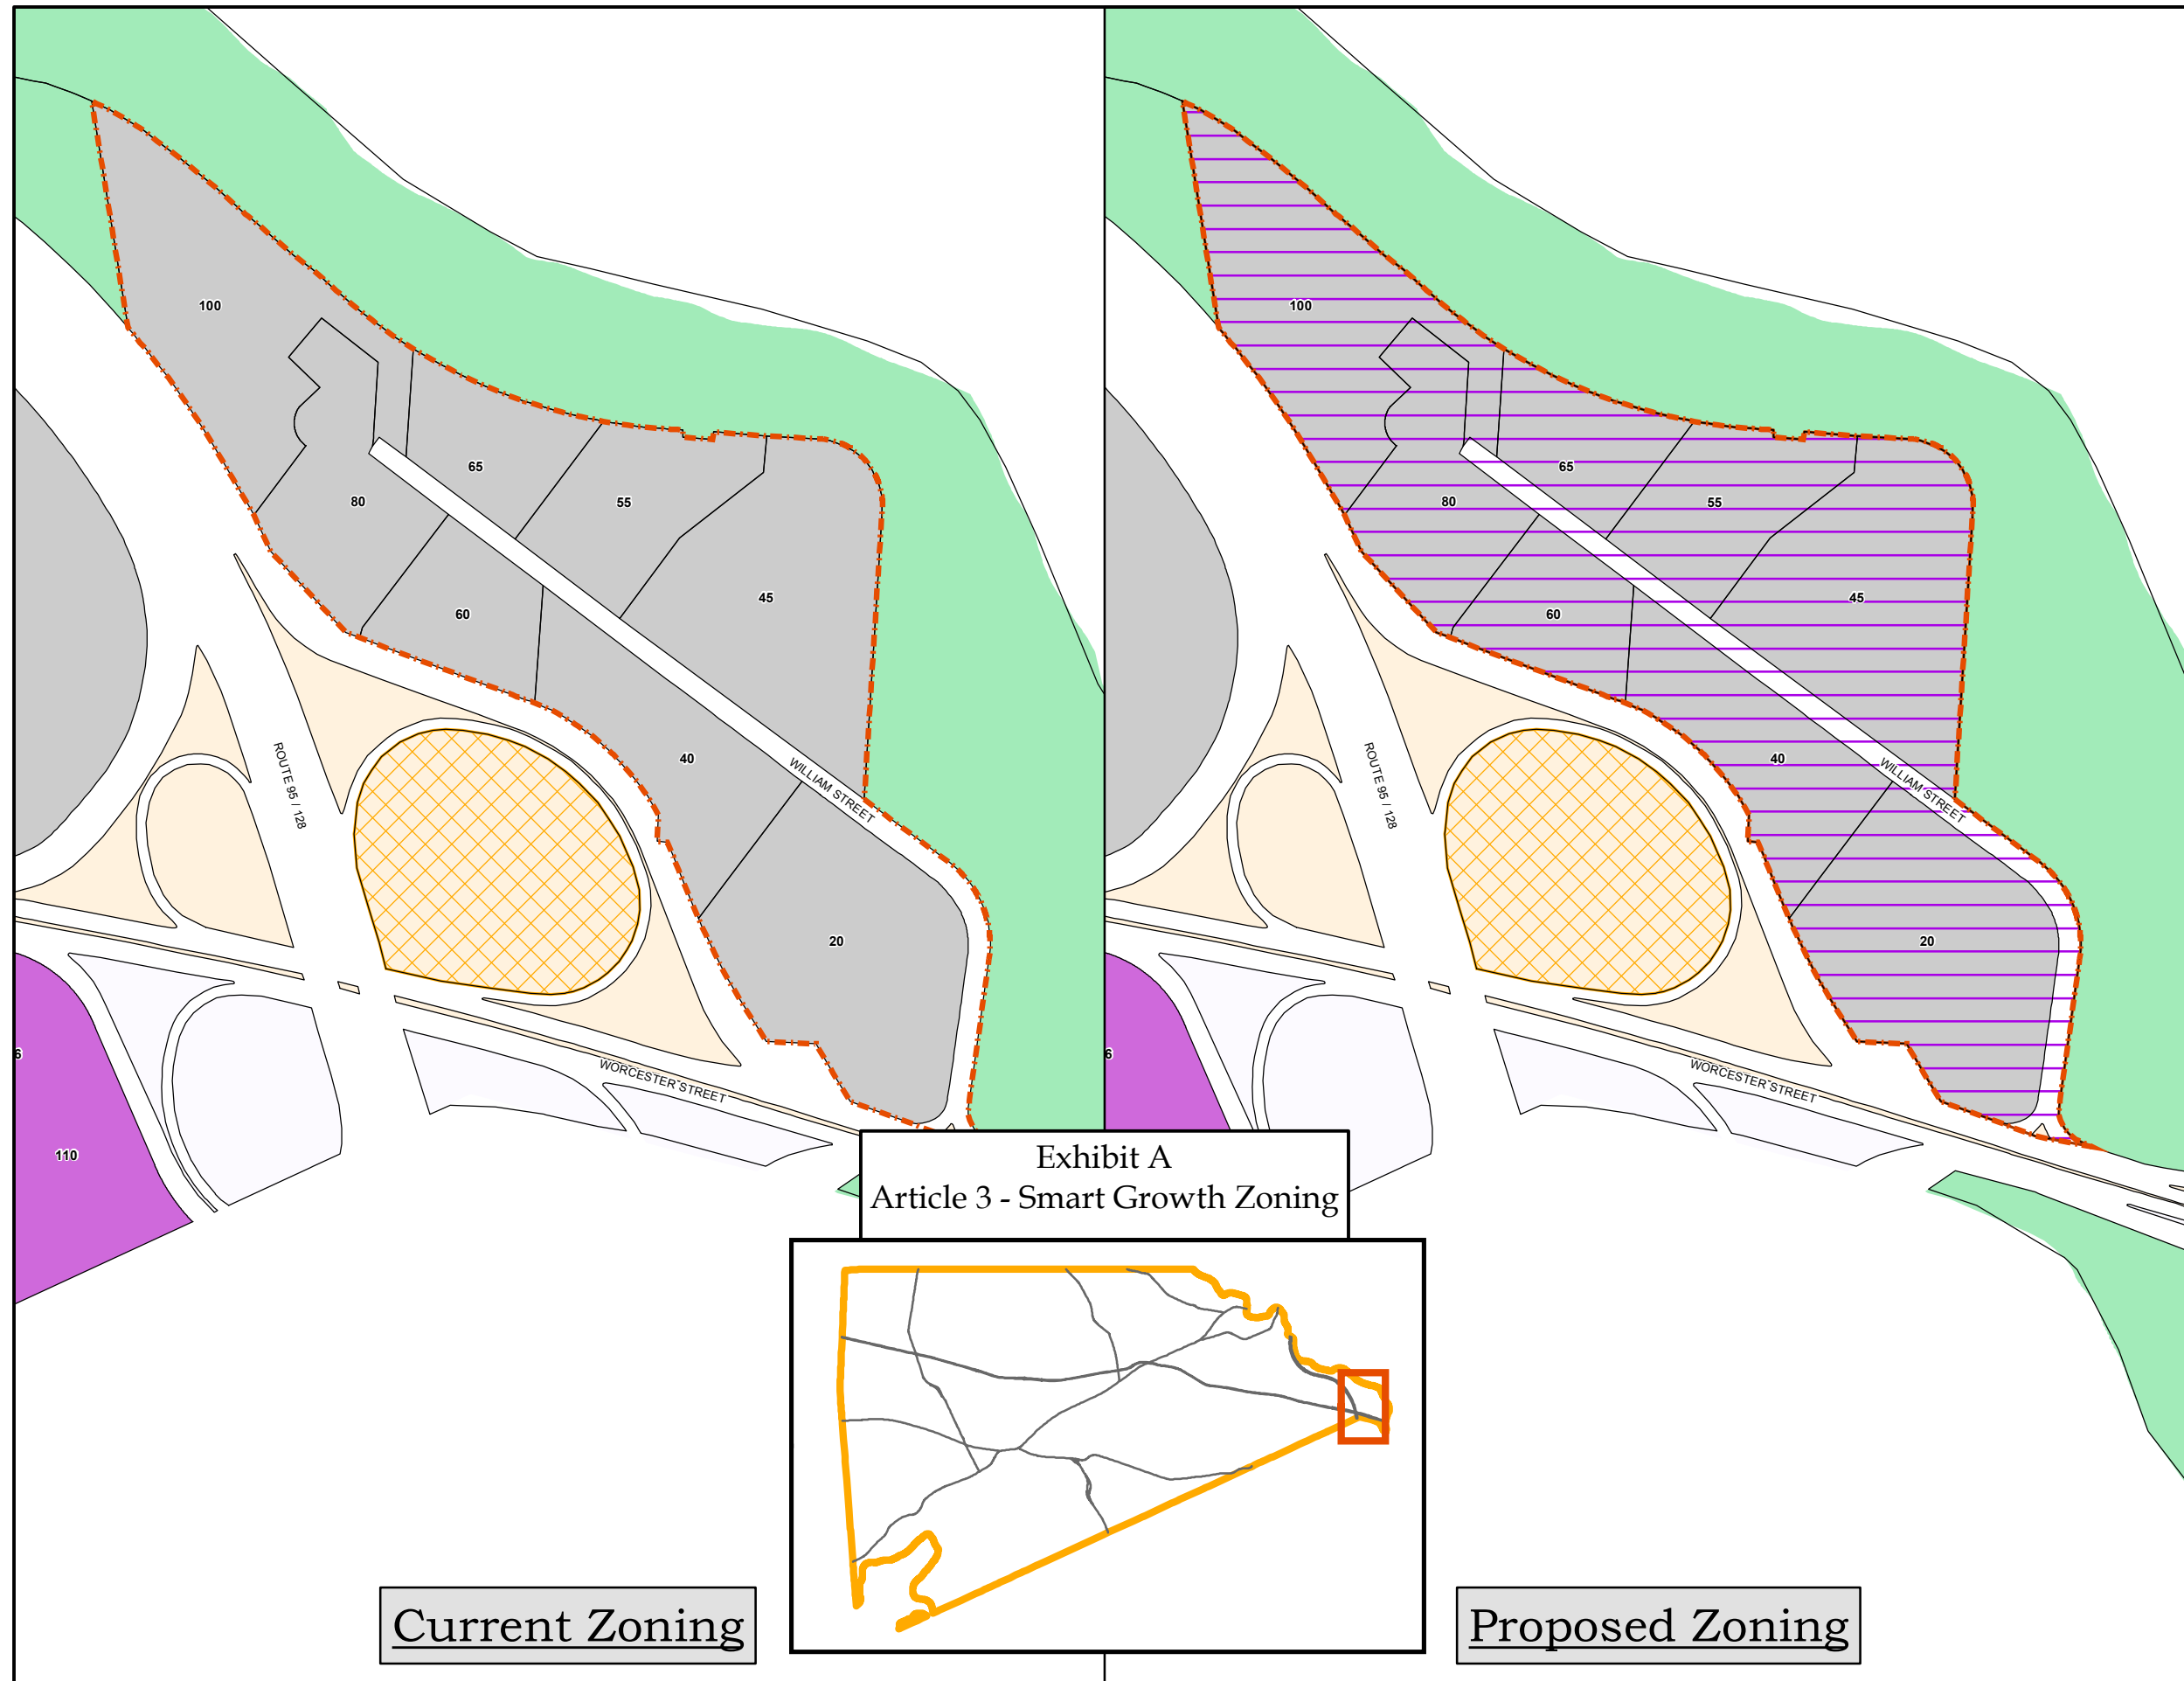 100
65
80
55
60
45
40
WILLIAM STREET
ROUTE 95 / 128
20
6
WORCESTER STREET
110
100
65
80
55
60
45
40
WILLIAM STREET
ROUTE 95 / 128
20
6
WORCESTER STREET
Exhibit A
Article 3 - Smart Growth Zoning
Current Zoning
Proposed Zoning